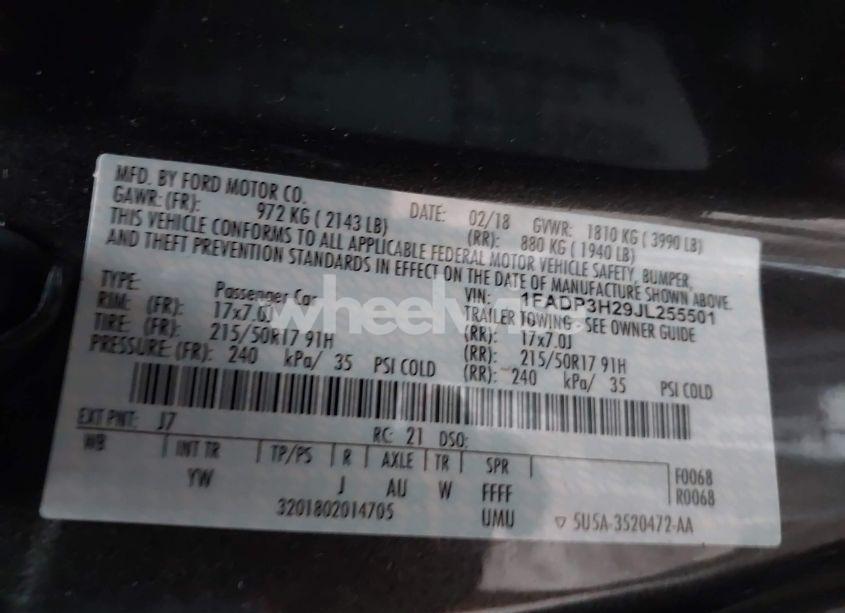 MFD. BY FORD MOTOR CO.
DATE: 02/18 GVWR: 1810 KG ( 3990 LB)
GAWR: (FR): 972 KG ( 2143 LB) (RR): 880 KG ( 1940 LB)
THIS VEHICLE CONFORMS TO ALL APPLICABLE FEDERAL MOTOR VEHICLE SAFETY, BUMPER,
AND THEFT PREVENTION STANDARDS IN EFFECT ON THE DATE OF MANUFACTURE SHOWN ABOVE.
TYPE: Passenger Car VIN: 1FADP3H29JL255501
TRAILER TOWING - SEE OWNER GUIDE
RIM: (FR): 17x7.0J (RR): 17x7.0J
TIRE: (FR): 215/50R17 91H (RR): 215/50R17 91H
PRESSURE: (FR): 240 kPa/ 35 PSI COLD (RR): 240 kPa/ 35 PSI COLD
EXT PNT: J7 RC: 21 DSO:
WB INT TR TP/PS R AXLE TR SPR F0068
YW J AU W FFFF R0068
3201802014705 UMU ▽ 5U5A-3520472-AA